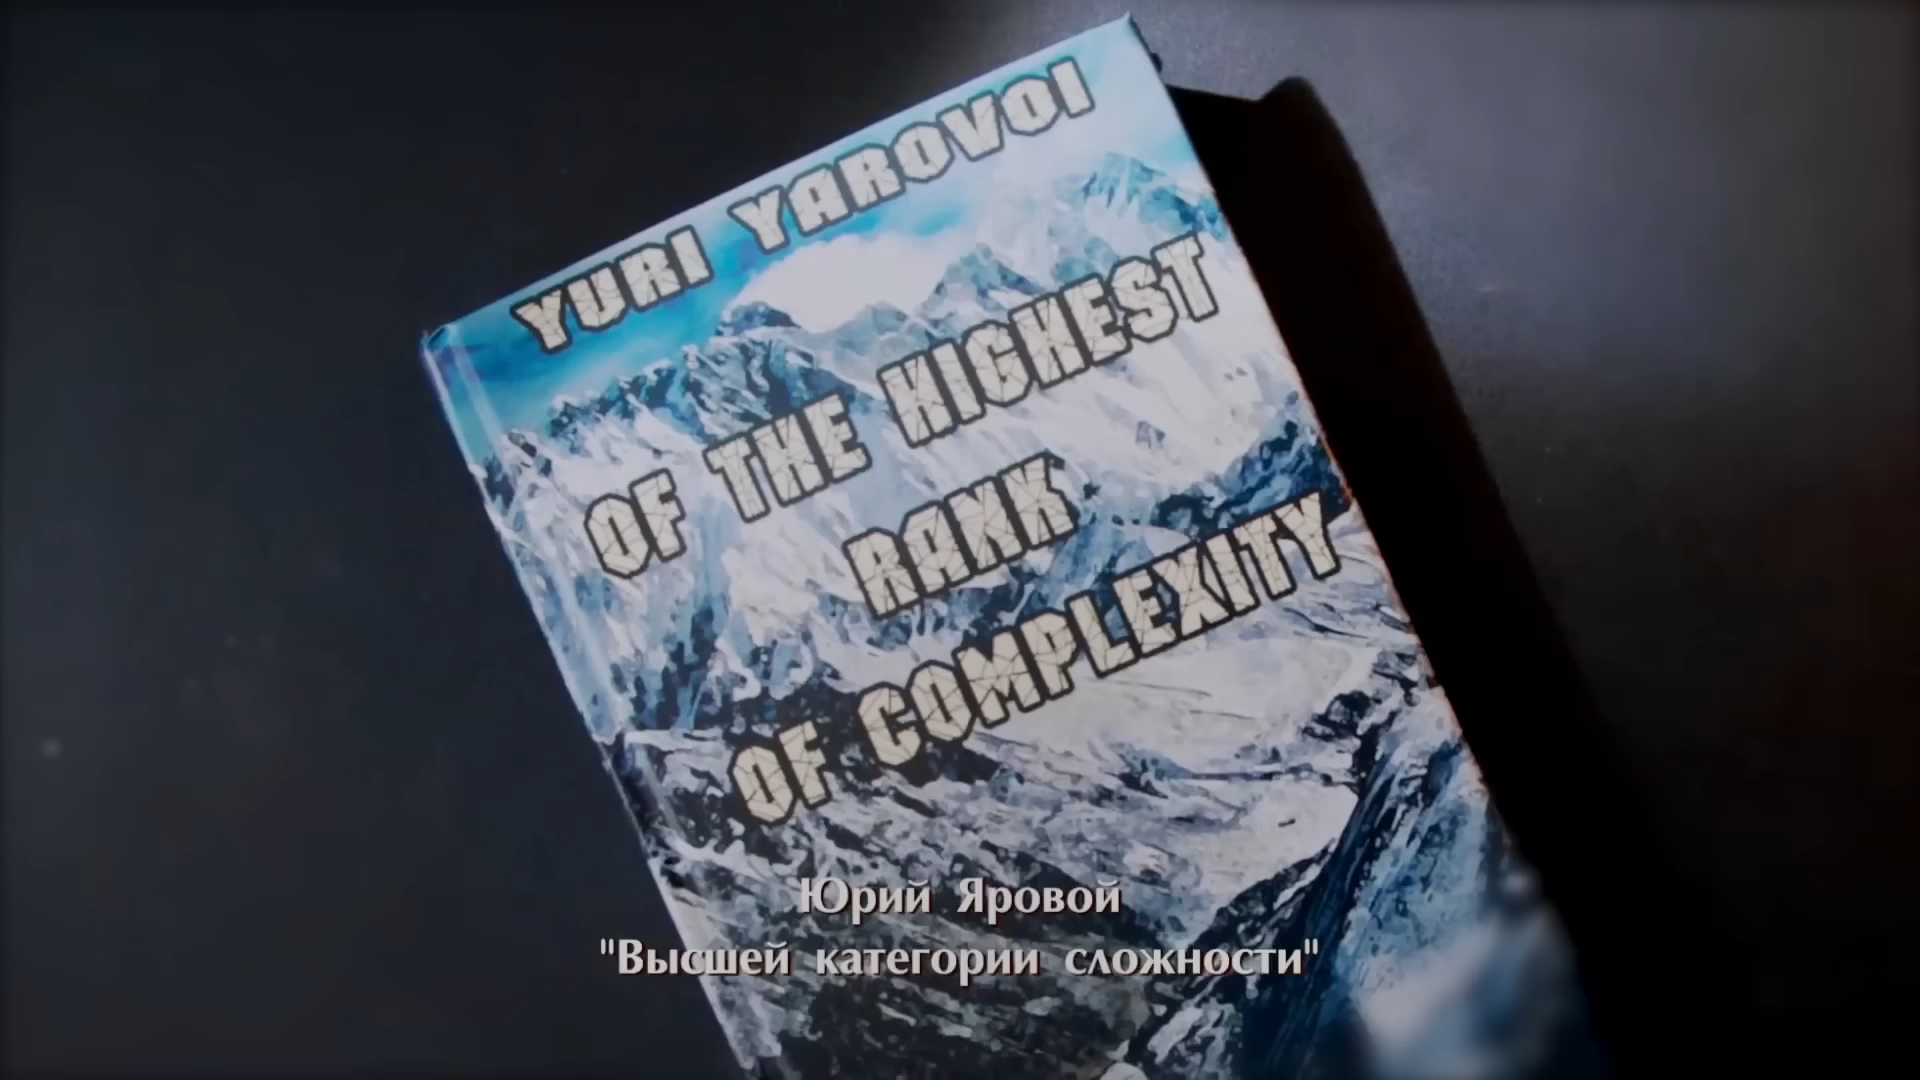 YURI YAROVOI
OF THE HIGHEST
RANK
OF COMPLEXITY
Юрий Яровой
"Высшей категории сложности"